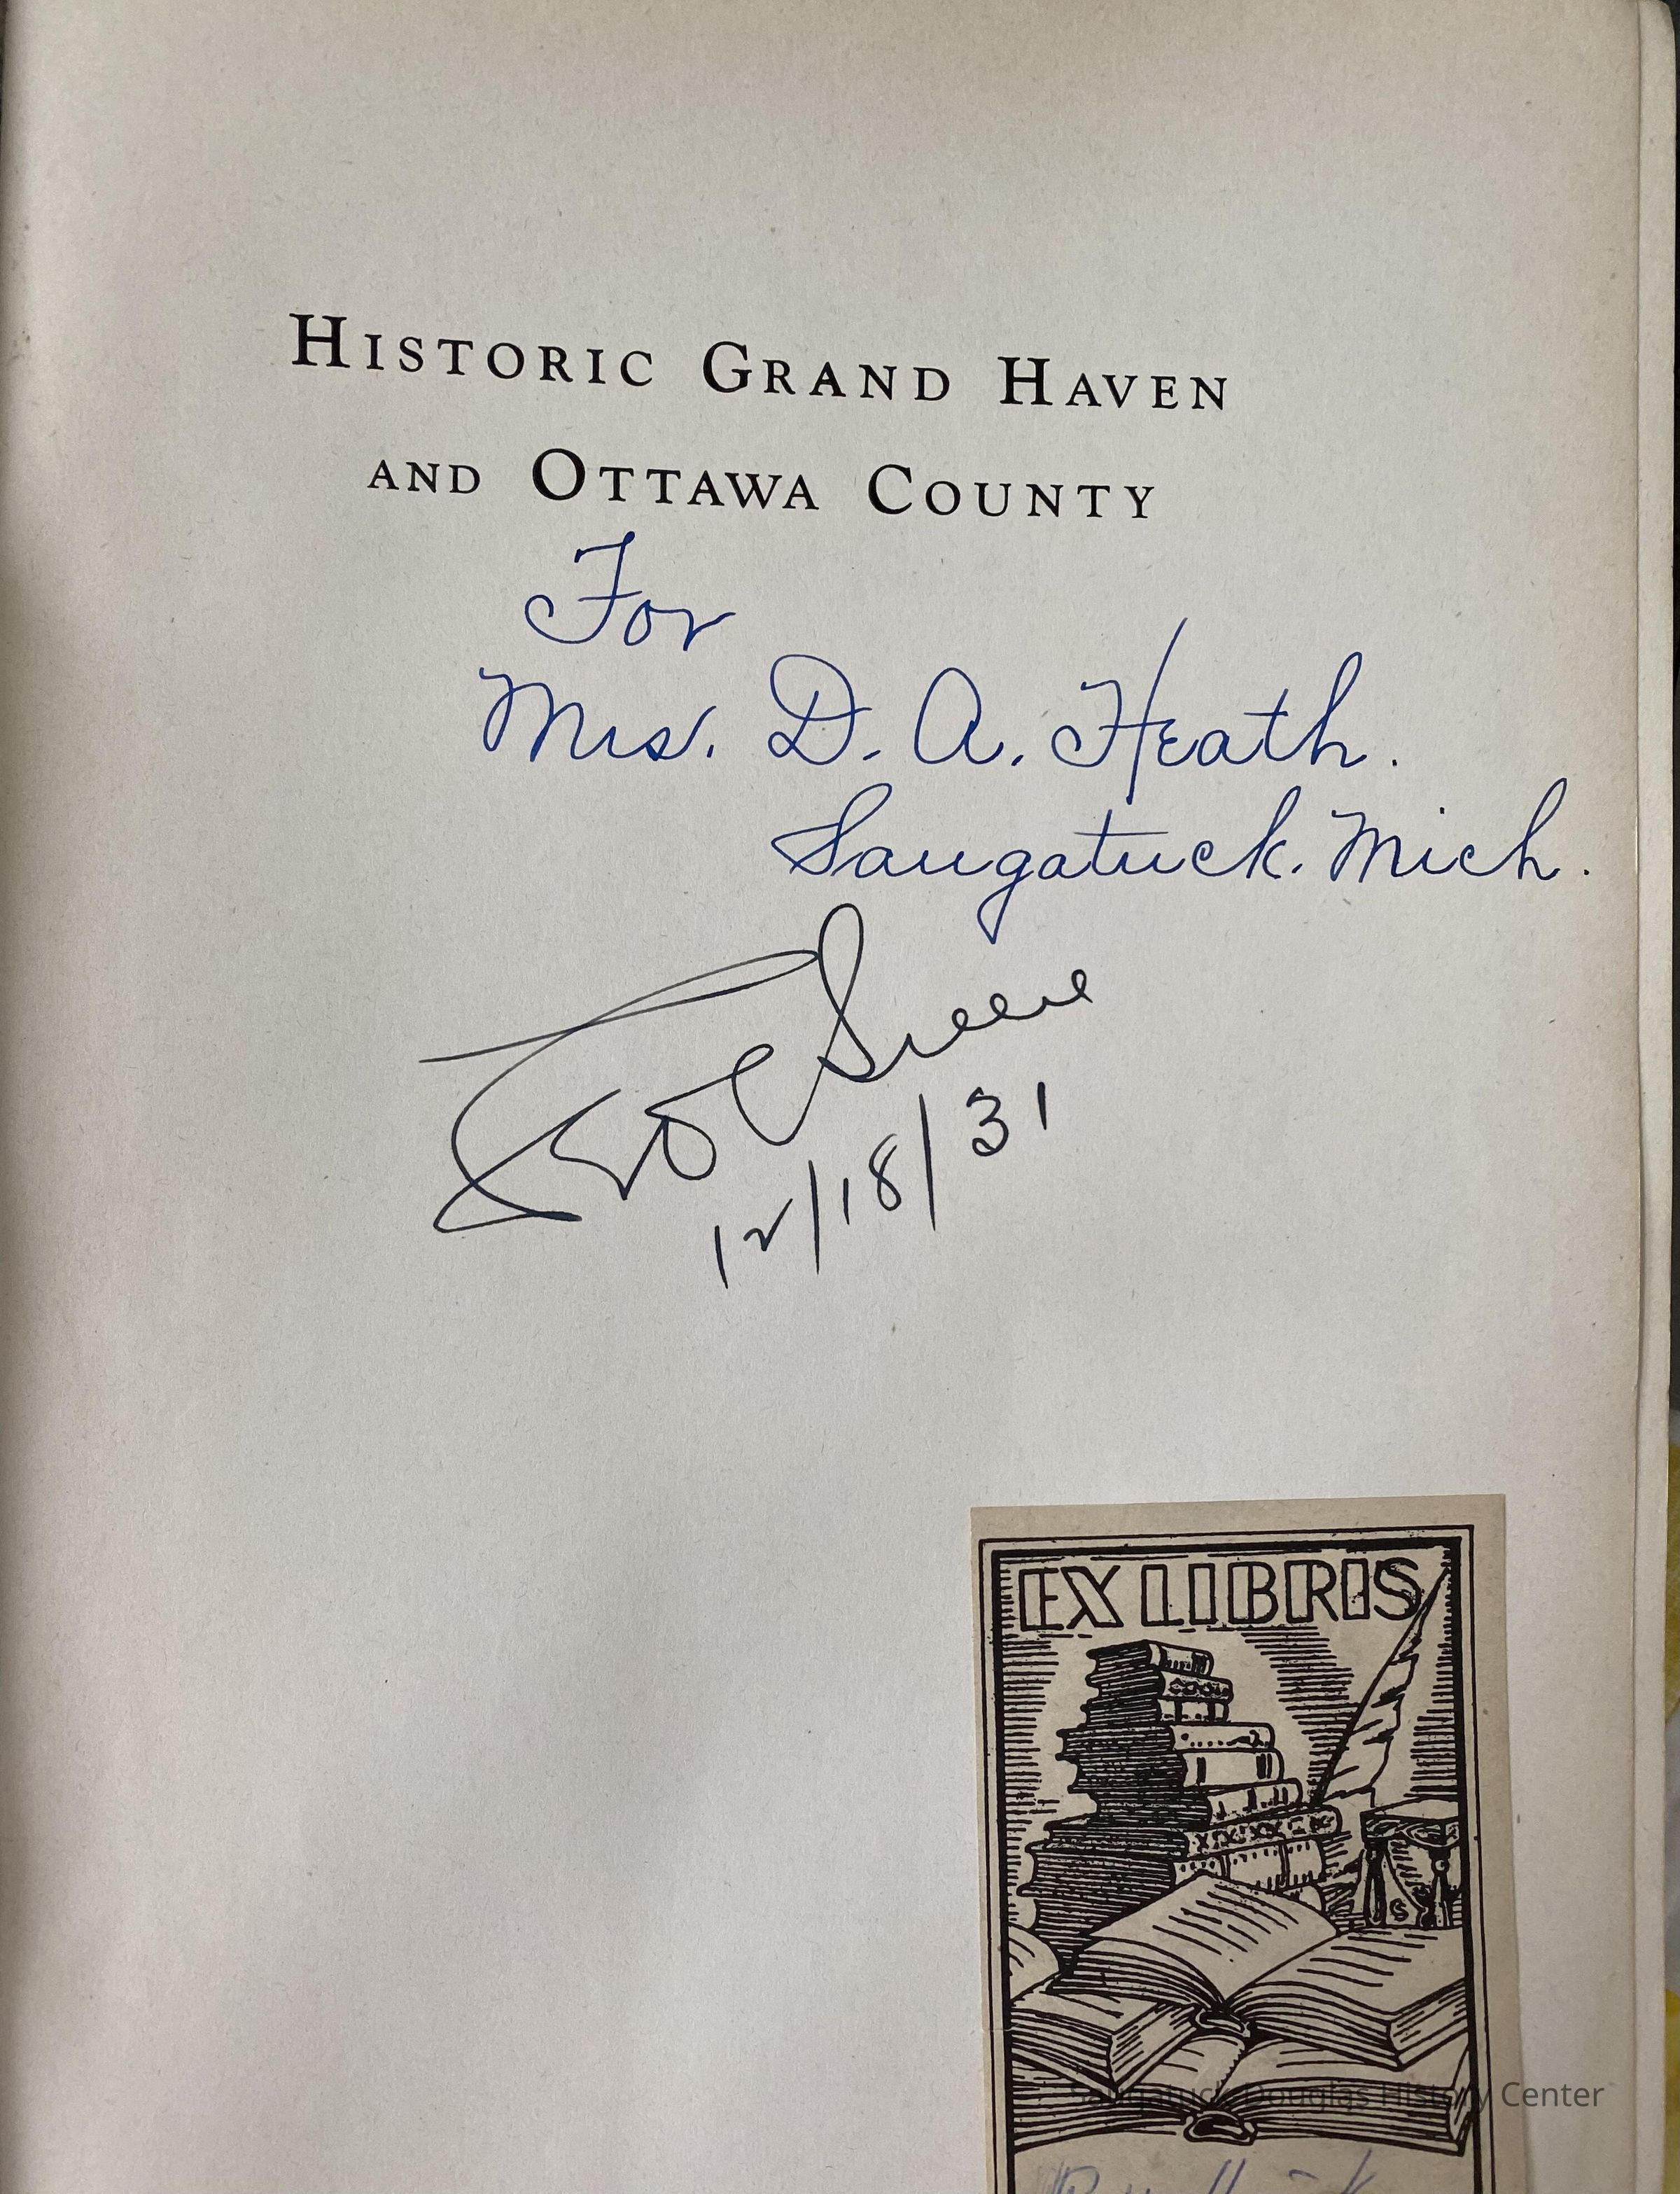 HISTORIC GRAND HAVEN
AND OTTAWA COUNTY
For
Mrs. D. A. Heath.
Saugatuck. Mich.
12/18/31
EX LIBRIS
Saugatuck-Douglas History Center